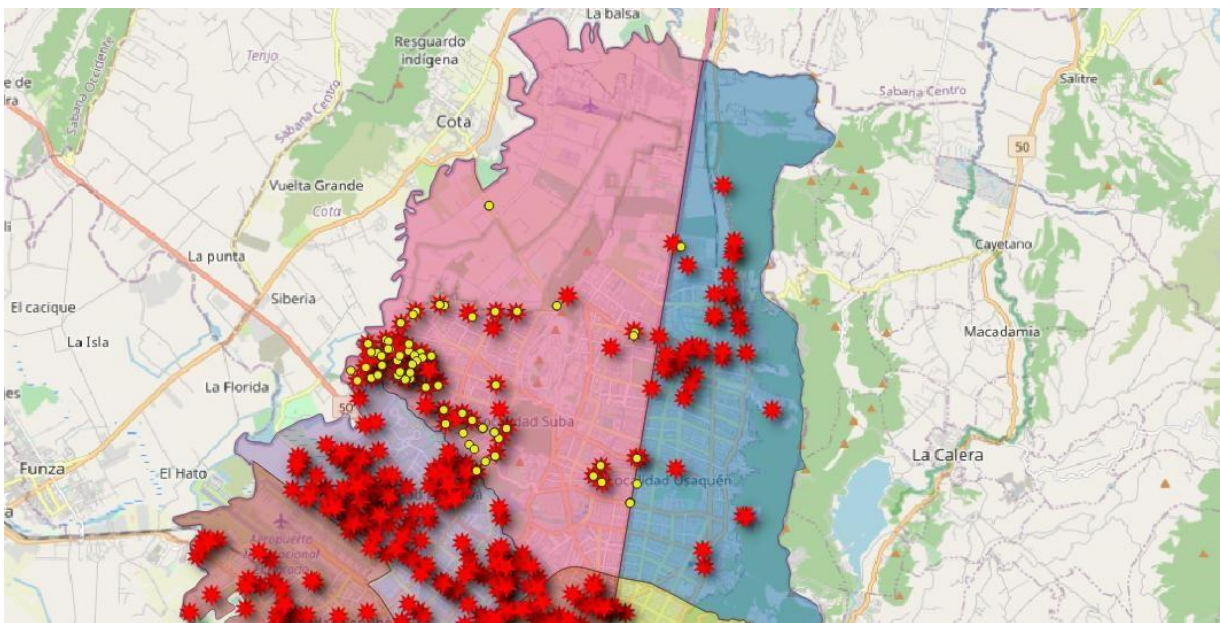 La balsa
Resguardo
indígena
Tenjo
Sabana Occidente
Sabana Centro
Cota
Sabana Centro
Salitre
50
Vuelta Grande
Cota
La punta
Cayetano
Siberia
El cacique
La Isla
Macadamia
La Florida
50
Localidad Suba
La Calera
Funza
El Hato
Localidad Usaquén
Aeropuerto